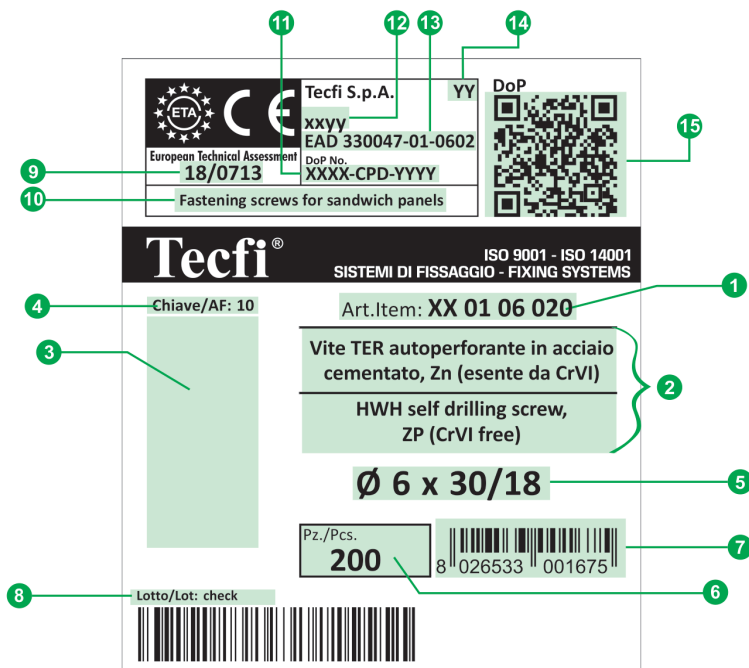 11
12
13
14
ETA
CE
Tecfi S.p.A.
YY
DoP
xxyy
EAD 330047-01-0602
15
European Technical Assessment
DoP No.
9
18/0713
XXXX-CPD-YYYY
10
Fastening screws for sandwich panels
Tecfi®
ISO 9001 - ISO 14001
SISTEMI DI FISSAGGIO - FIXING SYSTEMS
1
4
Chiave/AF: 10
Art.Item: XX 01 06 020
3
Vite TER autoperforante in acciaio
cementato, Zn (esente da CrVI)
2
HWH self drilling screw,
ZP (CrVI free)
Ø 6 x 30/18
5
Pz./Pcs.
200
8 026533 001675
7
6
8
Lotto/Lot: check